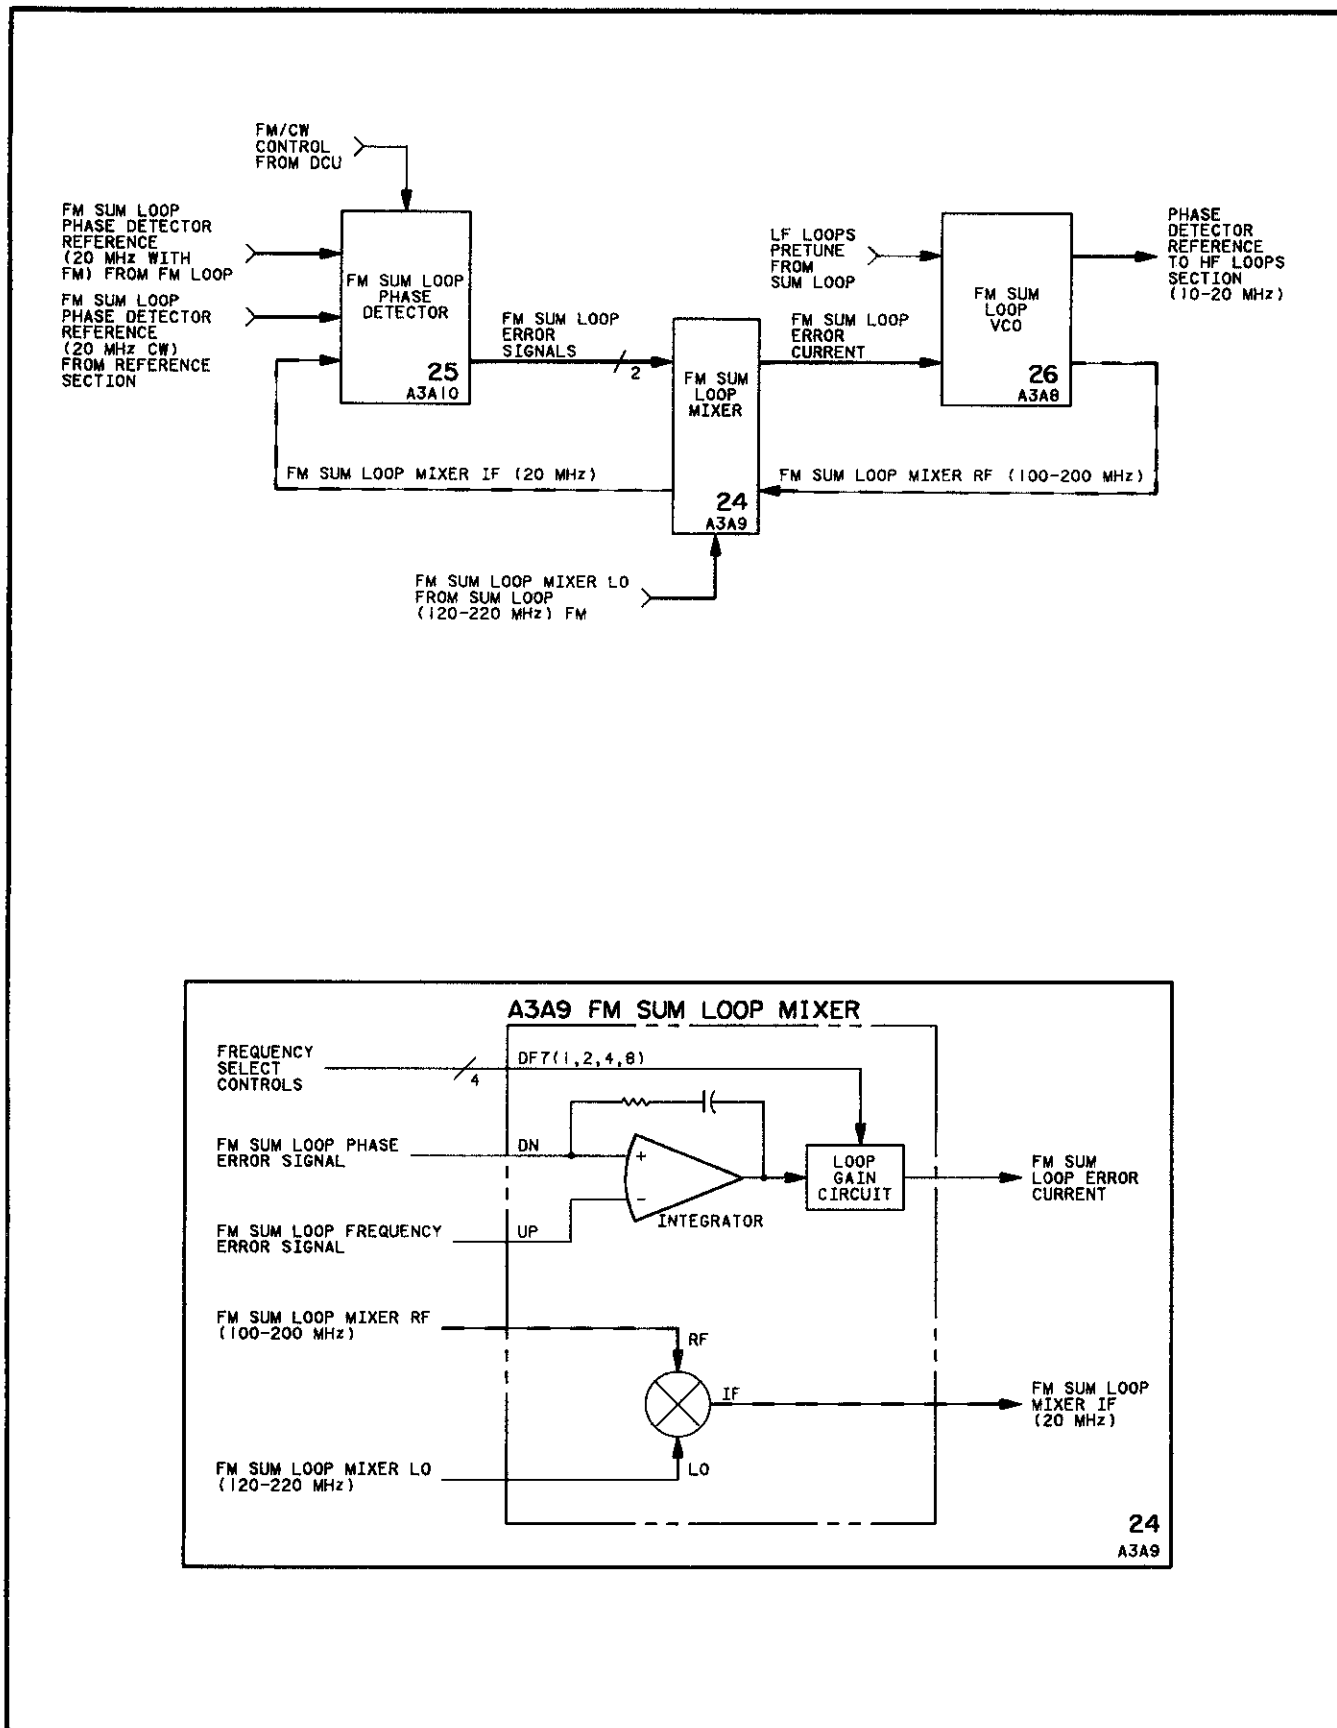 FM/CW
CONTROL
FROM DCU
FM SUM LOOP
PHASE DETECTOR
REFERENCE
(20 MHz WITH
FM) FROM FM LOOP
FM SUM LOOP
PHASE DETECTOR
REFERENCE
(20 MHz CW)
FROM REFERENCE
SECTION
FM SUM LOOP
PHASE
DETECTOR
25
A3A10
FM SUM LOOP
ERROR
SIGNALS
2
FM SUM
LOOP
MIXER
24
A3A9
FM SUM LOOP
ERROR
CURRENT
LF LOOPS
PRETUNE
FROM
SUM LOOP
FM SUM
LOOP
VCO
26
A3A8
PHASE
DETECTOR
REFERENCE
TO HF LOOPS
SECTION
(10-20 MHz)
FM SUM LOOP MIXER IF (20 MHz)
FM SUM LOOP MIXER RF (100-200 MHz)
FM SUM LOOP MIXER LO
FROM SUM LOOP
(120-220 MHz) FM
A3A9 FM SUM LOOP MIXER
FREQUENCY
SELECT
CONTROLS
4
DF7(1,2,4,8)
FM SUM LOOP PHASE
ERROR SIGNAL
DN
+
-
INTEGRATOR
LOOP
GAIN
CIRCUIT
FM SUM
LOOP ERROR
CURRENT
FM SUM LOOP FREQUENCY
ERROR SIGNAL
UP
FM SUM LOOP MIXER RF
(100-200 MHz)
RF
IF
FM SUM LOOP
MIXER IF
(20 MHz)
FM SUM LOOP MIXER LO
(120-220 MHz)
LO
24
A3A9